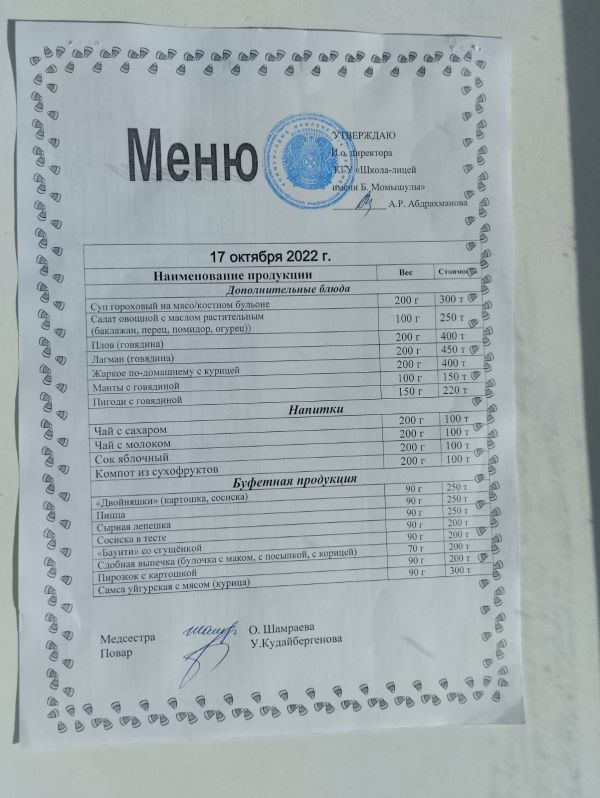 Меню
УТВЕРЖДАЮ
И.о. директора
КГУ «Школа-лицей
имени Б. Момышулы»
А.Р. Абдрахманова
17 октября 2022 г.
Наименование продукции Вес Стоимость
Дополнительные блюда
Суп гороховый на мясо/костном бульоне 200 г 300 т
Салат овощной с маслом растительным
(баклажан, перец, помидор, огурец)) 100 г 250 т
Плов (говядина) 200 г 400 т
Лагман (говядина) 200 г 450 т
Жаркое по-домашнему с курицей 200 г 400 т
Манты с говядиной 100 г 150 т
Пигоди с говядиной 150 г 220 т
Напитки
Чай с сахаром 200 г 100 т
Чай с молоком 200 г 100 т
Сок яблочный 200 г 100 т
Компот из сухофруктов 200 г 100 т
Буфетная продукция
«Двойняшки» (картошка, сосиска) 90 г 250 т
Пицца 90 г 250 т
Сырная лепешка 90 г 250 т
Сосиска в тесте 90 г 200 т
«Баунти» со сгущёнкой 90 г 200 т
Сдобная выпечка (булочка с маком, с посыпкой, с корицей) 70 г 200 т
Пирожок с картошкой 90 г 200 т
Самса уйгурская с мясом (курица) 90 г 300 т
Медсестра О. Шамраева
Повар У.Кудайбергенова